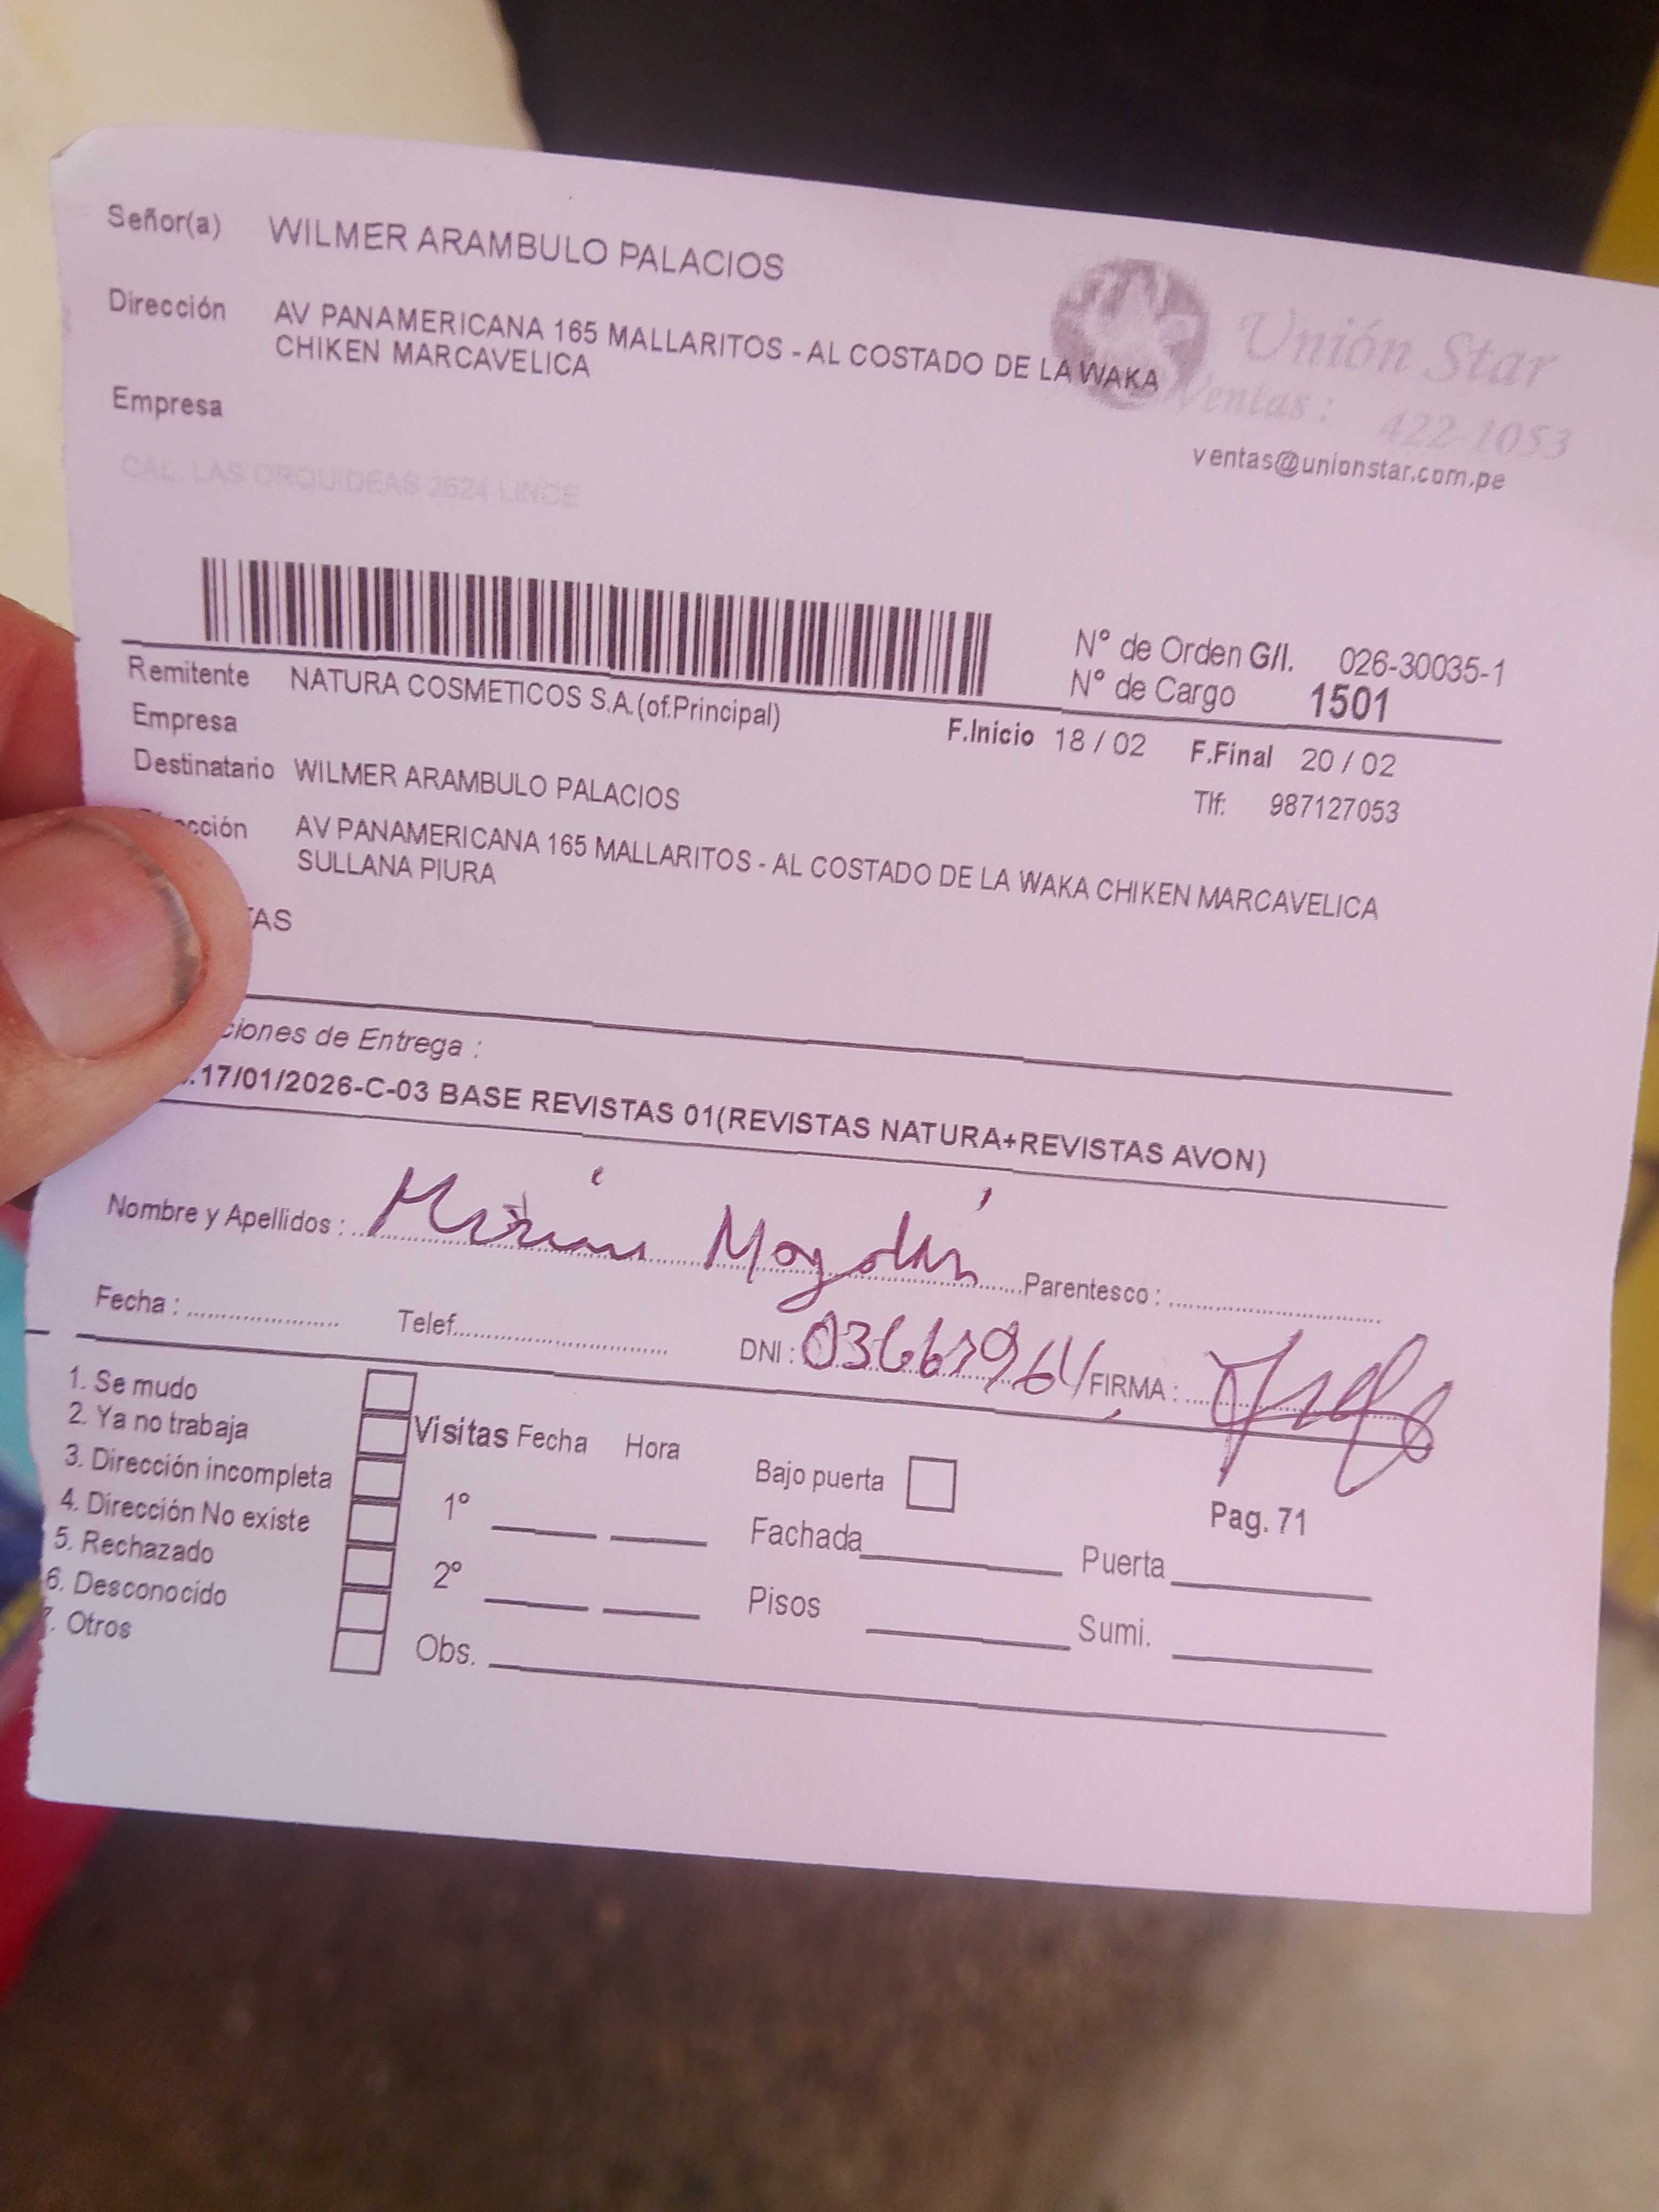 Señor(a) WILMER ARAMBULO PALACIOS
Dirección AV PANAMERICANA 165 MALLARITOS - AL COSTADO DE LA WAKA
CHIKEN MARCAVELICA
Unión Star
Ventas : 422-1053
ventas@unionstar.com.pe
Empresa
CAL. LAS ORQUIDEAS 2624 LINCE
N° de Orden G/I. 026-30035-1
N° de Cargo 1501
Remitente NATURA COSMETICOS S.A.(of.Principal)
Empresa
F.Inicio 18 / 02 F.Final 20 / 02
Destinatario WILMER ARAMBULO PALACIOS
Tlf: 987127053
cción AV PANAMERICANA 165 MALLARITOS - AL COSTADO DE LA WAKA CHIKEN MARCAVELICA
SULLANA PIURA
TAS
ciones de Entrega :
.17/01/2026-C-03 BASE REVISTAS 01(REVISTAS NATURA+REVISTAS AVON)
Nombre y Apellidos : Mogollón Parentesco :
Fecha : Telef. DNI : FIRMA :
1. Se mudo
2. Ya no trabaja
3. Dirección incompleta
4. Dirección No existe
5. Rechazado
6. Desconocido
7. Otros
Visitas Fecha Hora
1°
2°
Obs.
Bajo puerta
Pag. 71
Fachada Puerta
Pisos Sumi.